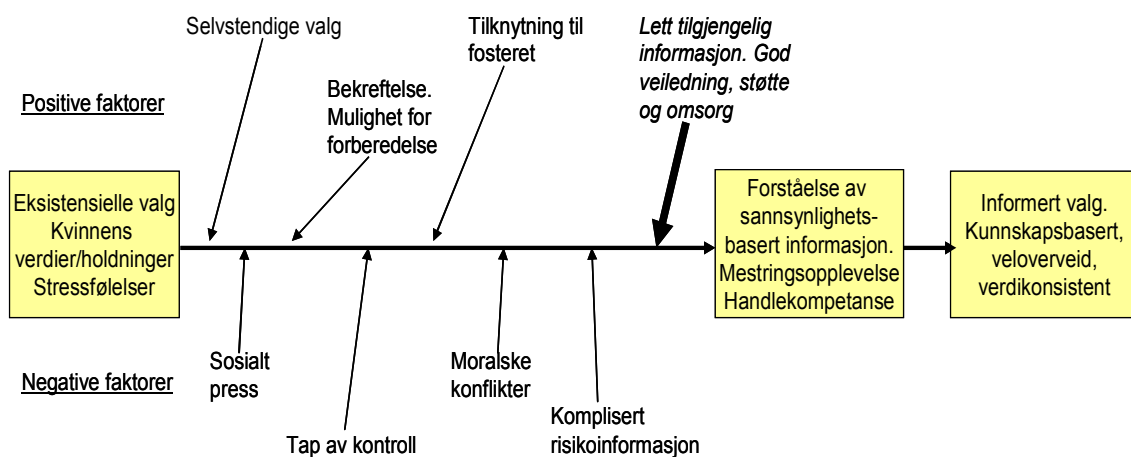 Selvstendige valg
Tilknytning til
fosteret
Lett tilgjengelig
informasjon. God
veiledning, støtte
og omsorg
Positive faktorer
Bekreftelse.
Mulighet for
forberedelse
Eksistensielle valg
Kvinnens
verdier/holdninger
Stressfølelser
Forståelse av
sannsynlighets-
basert informasjon.
Mestringsopplevelse
Handlekompetanse
Informert valg.
Kunnskapsbasert,
veloverveid,
verdikonsistent
Negative faktorer
Sosialt
press
Tap av kontroll
Moralske
konflikter
Komplisert
risikoinformasjon